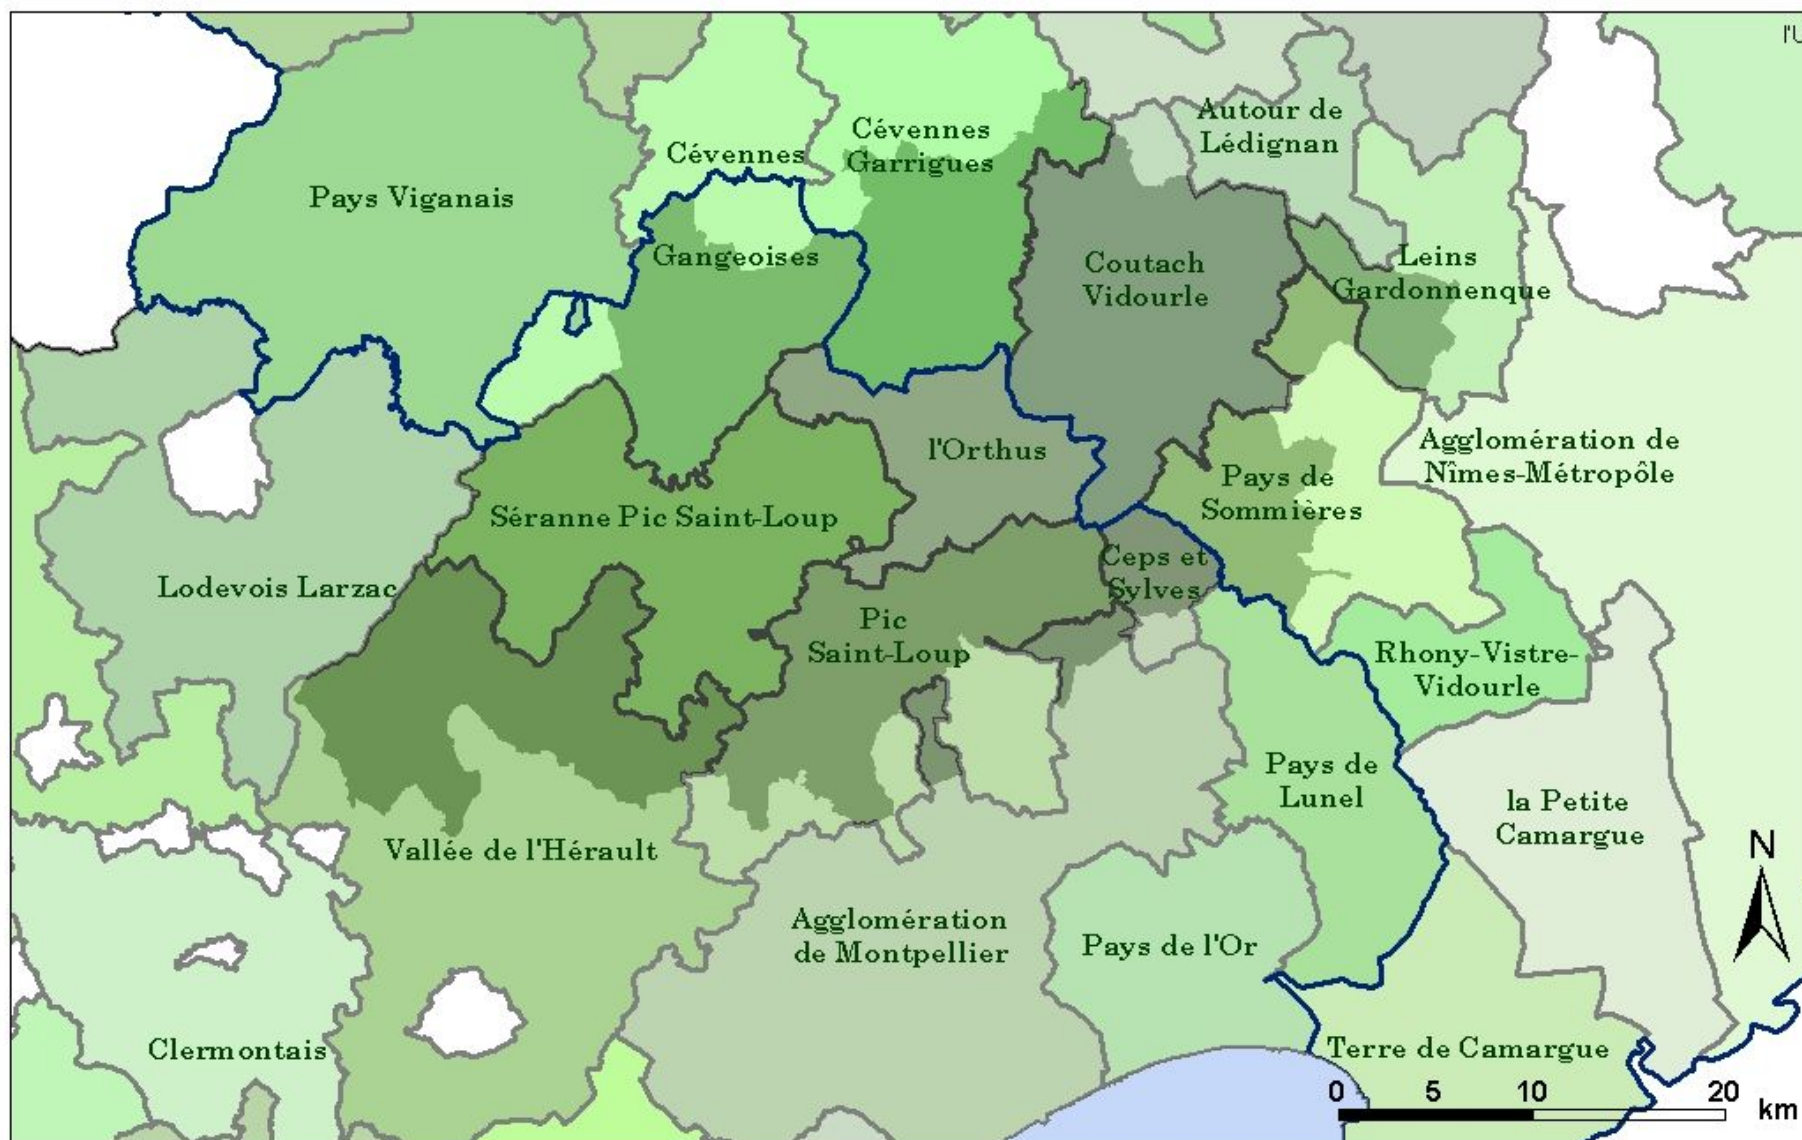 l'U
Autour de
Lédignan
Cévennes
Garrigues
Cévennes
Pays Viganais
Gangeoises
Coutach
Vidourle
Leins
Gardonnenque
l'Orthus
Agglomération de
Nîmes-Métropôle
Pays de
Sommières
Séranne Pic Saint-Loup
Ceps et
Sylves
Lodevois Larzac
Pic
Saint-Loup
Rhony-Vistre-
Vidourle
Pays de
Lunel
la Petite
Camargue
Vallée de l'Hérault
N
Agglomération
de Montpellier
Pays de l'Or
Clermontais
Terre de Camargue
0 5 10 20 km